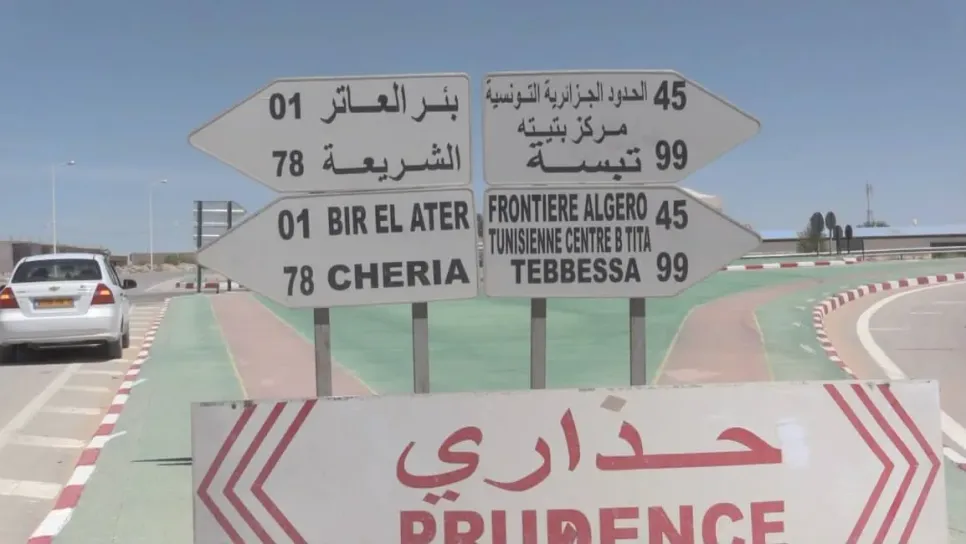 بئر العاتر 01
الشريعة 78
الحدود الجزائرية التونسية 45
مركز بتيته
تبسة 99
01 BIR EL ATER
78 CHERIA
FRONTIERE ALGERO 45
TUNISIENNE CENTRE B TITA
TEBBESSA 99
حذاري
PRUDENCE